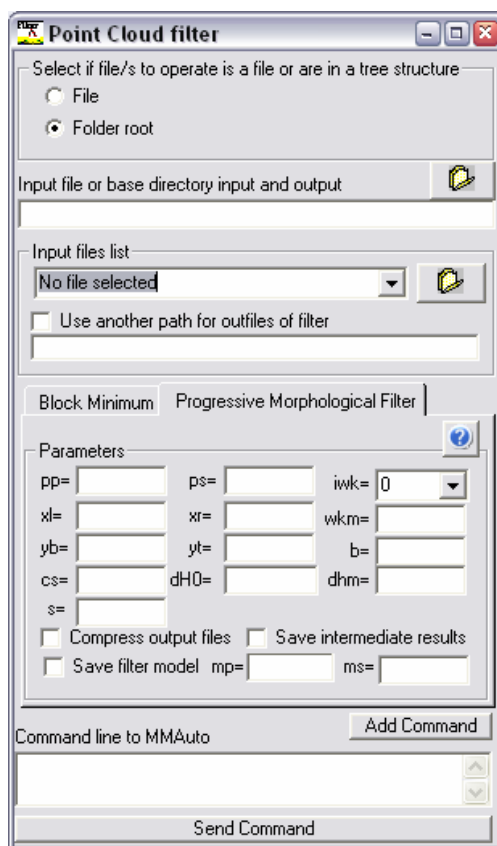 Point Cloud filter
Select if file/s to operate is a file or are in a tree structure
File
Folder root
Input file or base directory input and output
Input files list
No file selected
Use another path for outfiles of filter
Block Minimum Progressive Morphological Filter
Parameters
pp= ps= iwk= 0
xl= xr= wkm=
yb= yt= b=
cs= dH0= dhm=
s=
Compress output files Save intermediate results
Save filter model mp= ms=
Add Command
Command line to MMAuto
Send Command